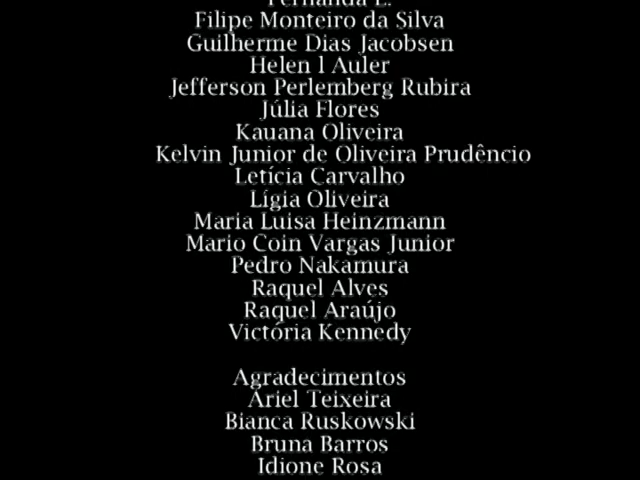 Fernanda L.
Filipe Monteiro da Silva
Guilherme Dias Jacobsen
Helen l Auler
Jefferson Perlemberg Rubira
Júlia Flores
Kauana Oliveira
Kelvin Junior de Oliveira Prudêncio
Letícia Carvalho
Lígia Oliveira
Maria Luisa Heinzmann
Mario Coin Vargas Junior
Pedro Nakamura
Raquel Alves
Raquel Araújo
Victória Kennedy
Agradecimentos
Ariel Teixeira
Bianca Ruskowski
Bruna Barros
Idione Rosa